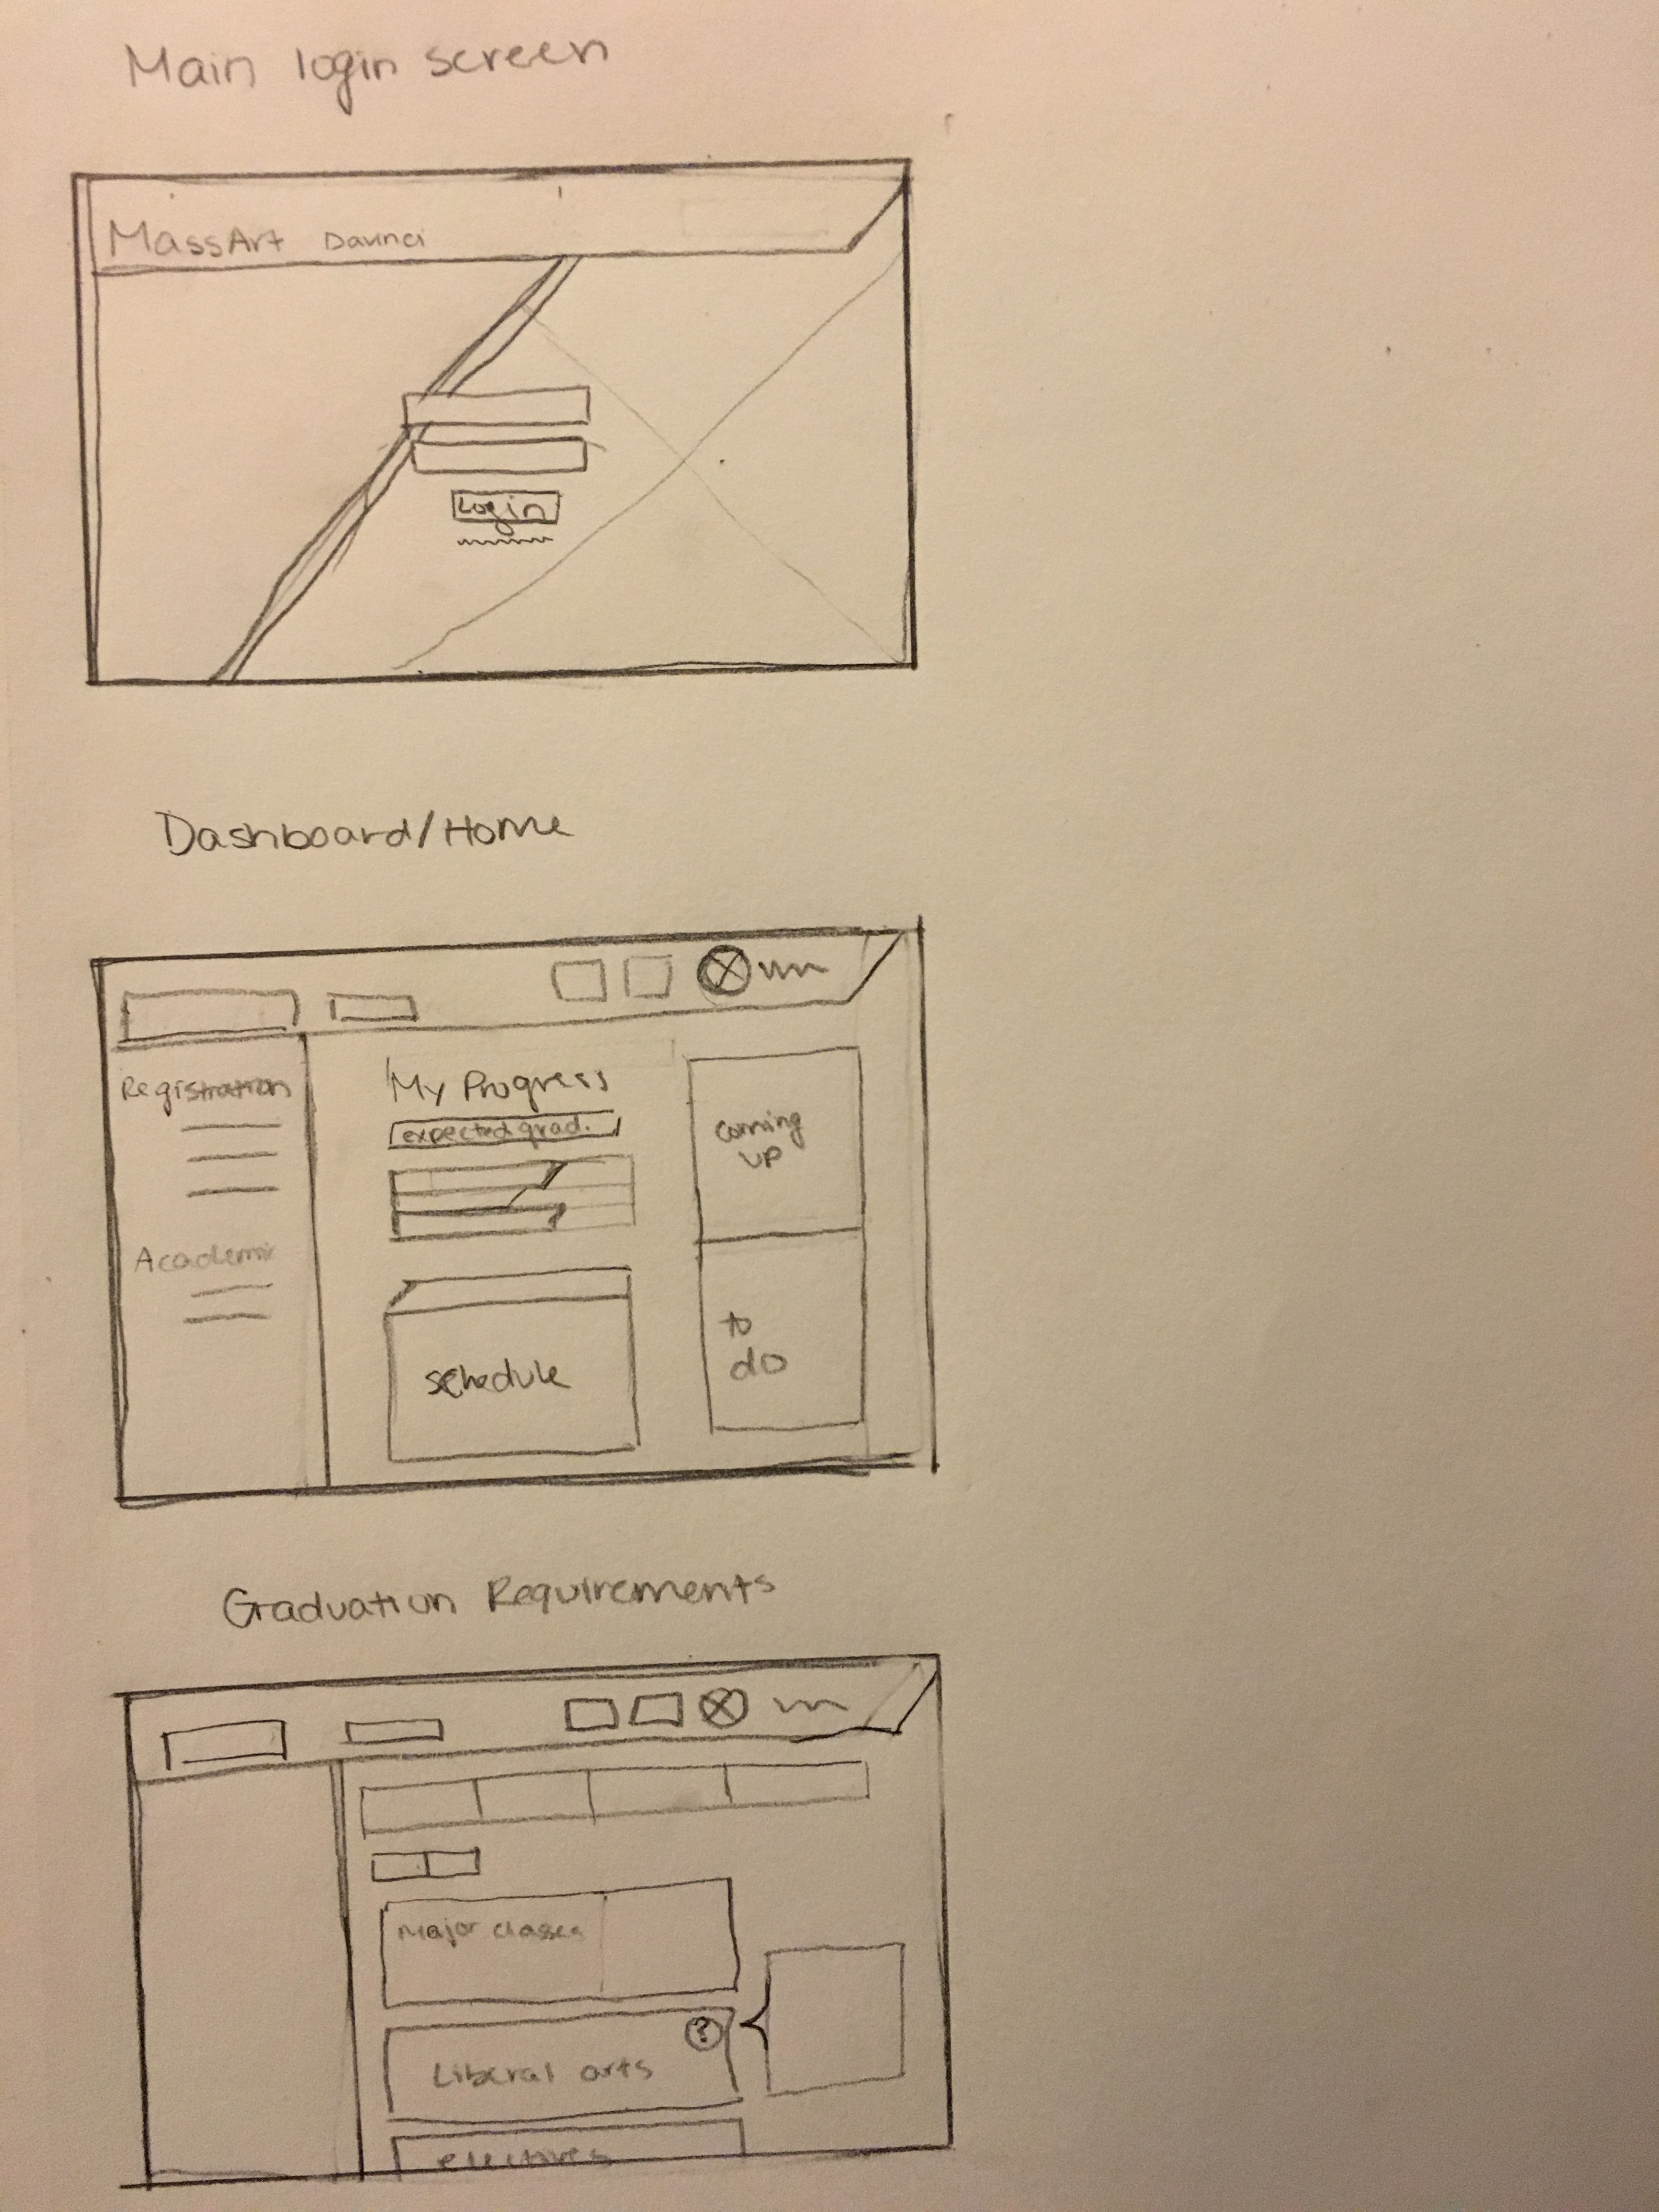 Main login screen
MassArt Davinci
Login
Dashboard/Home
Registration
My Progress
expected grad.
coming
up
Academic
schedule
to
do
Graduation Requirements
Major classes
?
Liberal arts
electives